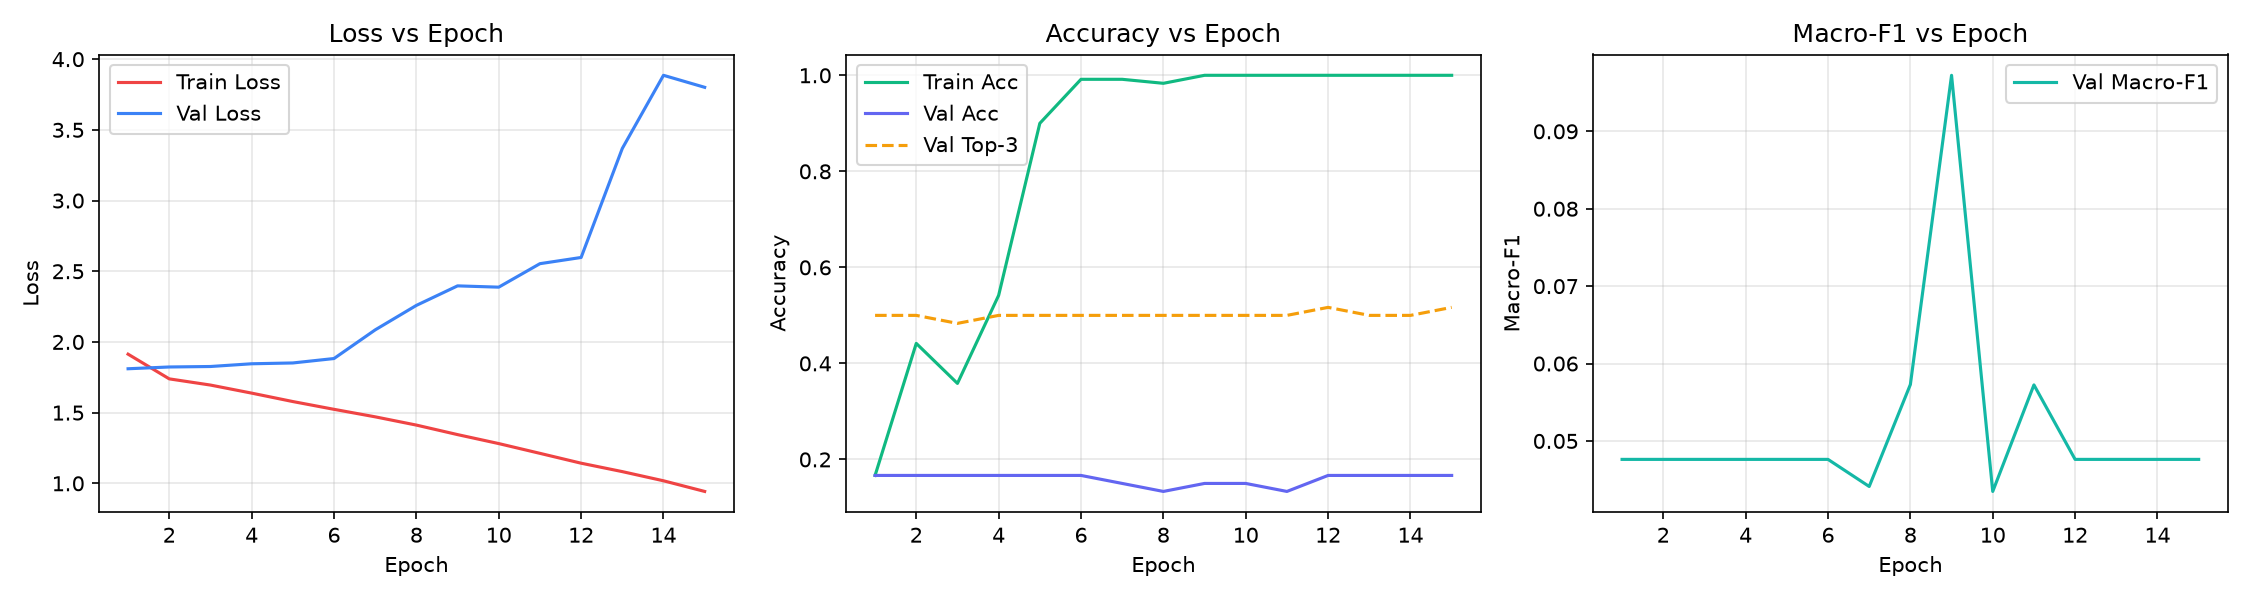 Loss vs Epoch
4.0
3.5
3.0
2.5
2.0
1.5
1.0
Loss
Train Loss
Val Loss
2 4 6 8 10 12 14
Epoch
Accuracy vs Epoch
1.0
0.8
0.6
0.4
0.2
Accuracy
Train Acc
Val Acc
Val Top-3
2 4 6 8 10 12 14
Epoch
Macro-F1 vs Epoch
0.09
0.08
0.07
0.06
0.05
Macro-F1
Val Macro-F1
2 4 6 8 10 12 14
Epoch